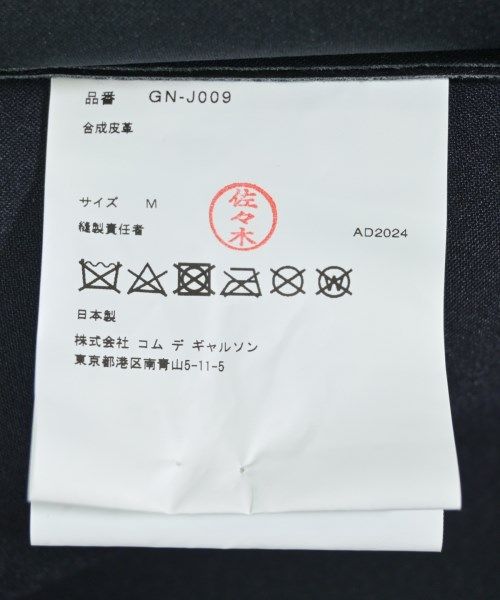 品番 GN-J009
合成皮革
サイズ M
佐々木
縫製責任者 AD2024
W
日本製
株式会社 コム デ ギャルソン
東京都港区南青山5-11-5